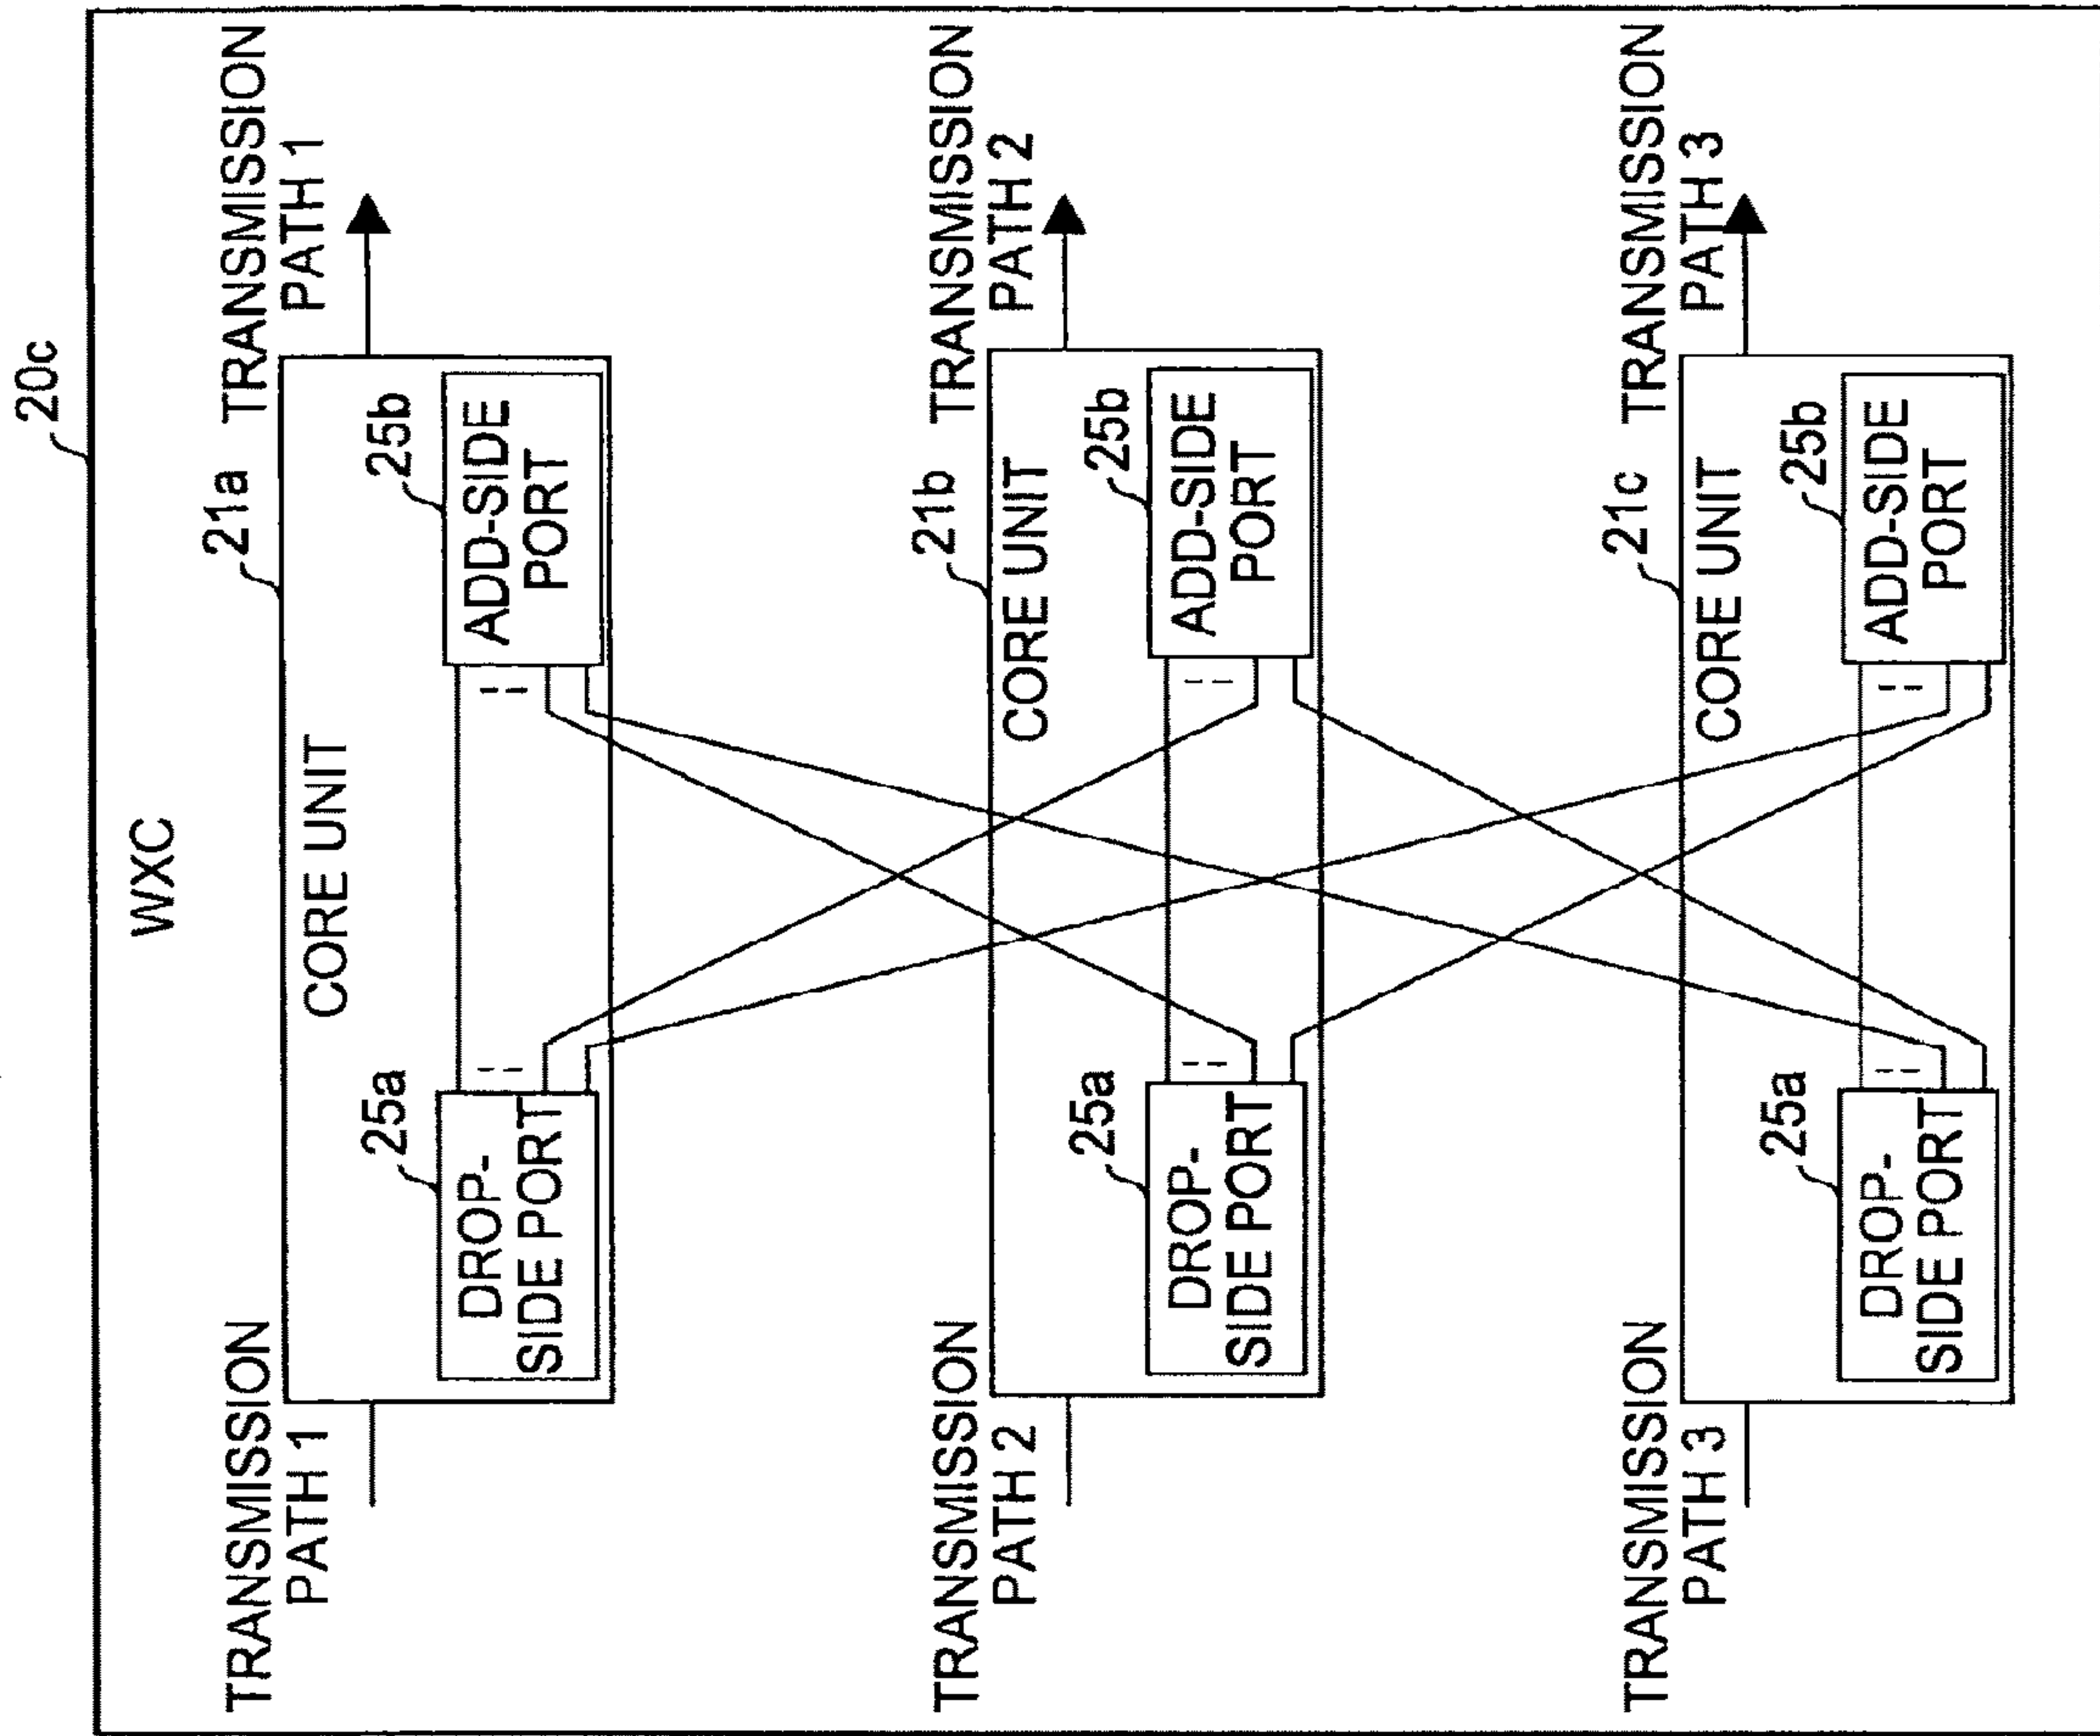 20c
WXC
TRANSMISSION
PATH 1
21a
TRANSMISSION
PATH 1
CORE UNIT
25a
25b
DROP-
SIDE PORT
ADD-SIDE
PORT
TRANSMISSION
PATH 2
21b
TRANSMISSION
PATH 2
CORE UNIT
25a
25b
DROP-
SIDE PORT
ADD-SIDE
PORT
TRANSMISSION
PATH 3
21c
TRANSMISSION
PATH 3
CORE UNIT
25a
25b
DROP-
SIDE PORT
ADD-SIDE
PORT